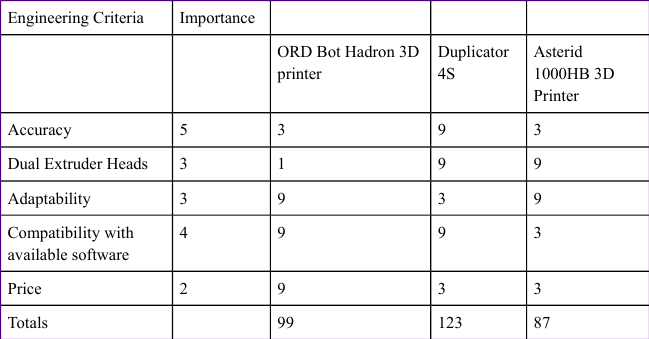 Engineering Criteria Importance
ORD Bot Hadron 3D printer Duplicator 4S Asterid 1000HB 3D Printer
Accuracy 5 3 9 3
Dual Extruder Heads 3 1 9 9
Adaptability 3 9 3 9
Compatibility with available software 4 9 9 3
Price 2 9 3 3
Totals 99 123 87